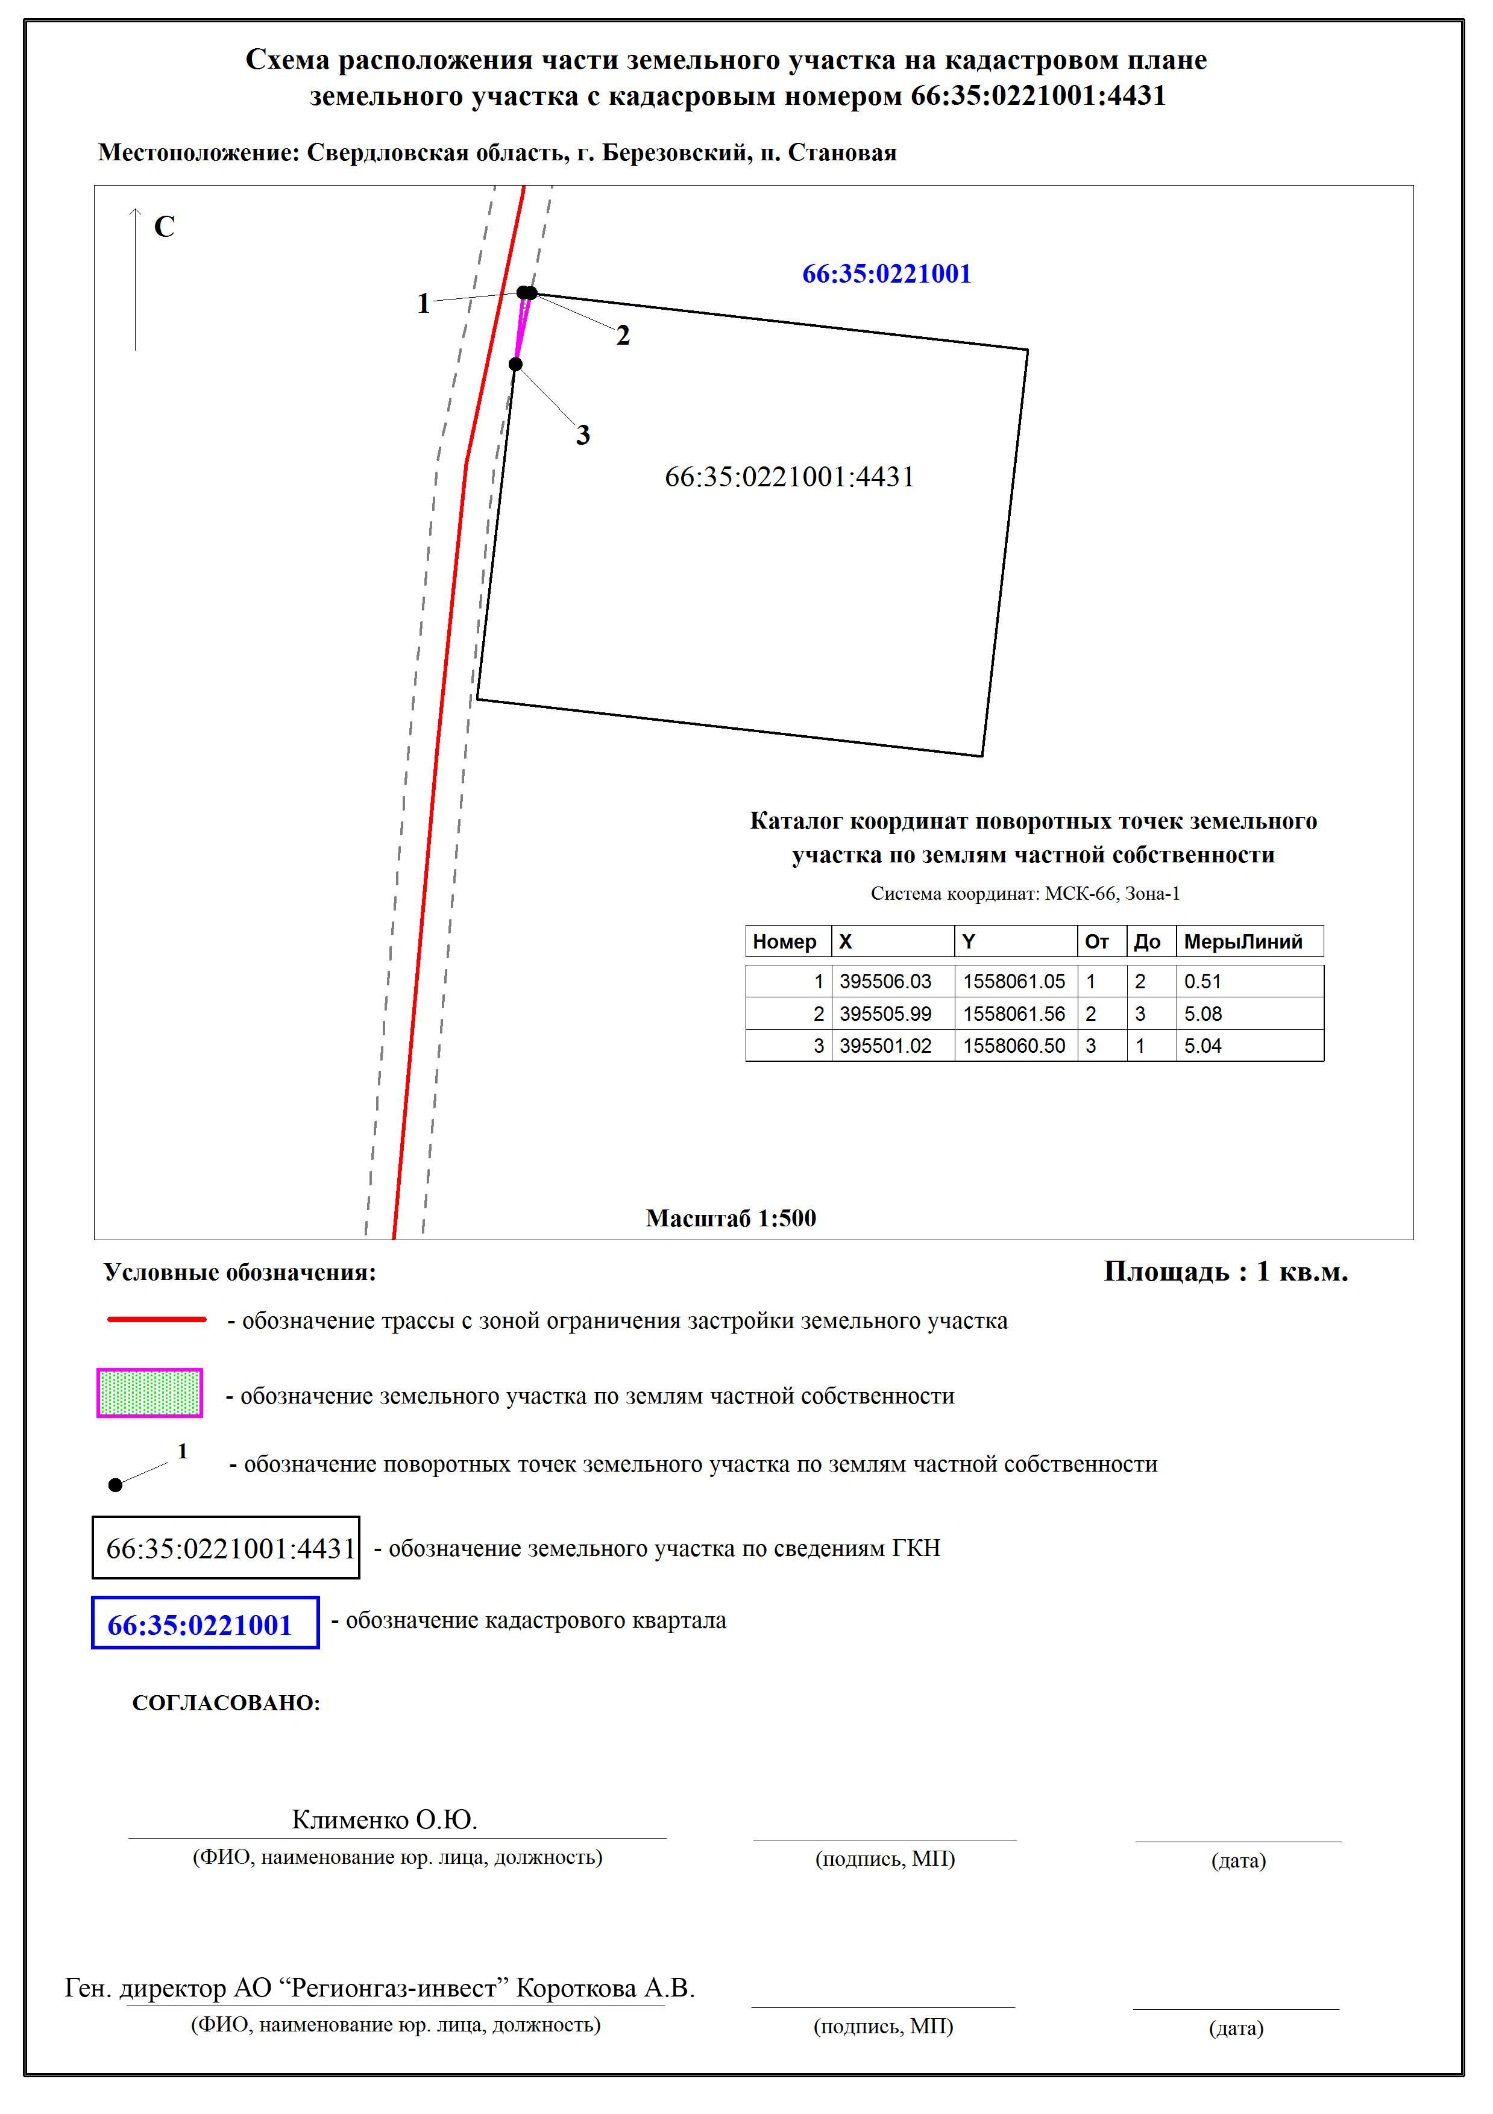 Схема расположения части земельного участка на кадастровом плане
земельного участка с кадасровым номером 66:35:0221001:4431
Местоположение: Свердловская область, г. Березовский, п. Становая
С
66:35:0221001
1
2
3
66:35:0221001:4431
Каталог координат поворотных точек земельного
участка по землям частной собственности
Система координат: МСК-66, Зона-1
Номер X Y От До МерыЛиний
1 395506.03 1558061.05 1 2 0.51
2 395505.99 1558061.56 2 3 5.08
3 395501.02 1558060.50 3 1 5.04
Масштаб 1:500
Условные обозначения:
Площадь : 1 кв.м.
- обозначение трассы с зоной ограничения застройки земельного участка
- обозначение земельного участка по землям частной собственности
1
- обозначение поворотных точек земельного участка по землям частной собственности
66:35:0221001:4431 - обозначение земельного участка по сведениям ГКН
66:35:0221001 - обозначение кадастрового квартала
СОГЛАСОВАНО:
Клименко О.Ю.
(ФИО, наименование юр. лица, должность) (подпись, МП) (дата)
Ген. директор АО “Регионгаз-инвест” Короткова А.В.
(ФИО, наименование юр. лица, должность) (подпись, МП) (дата)